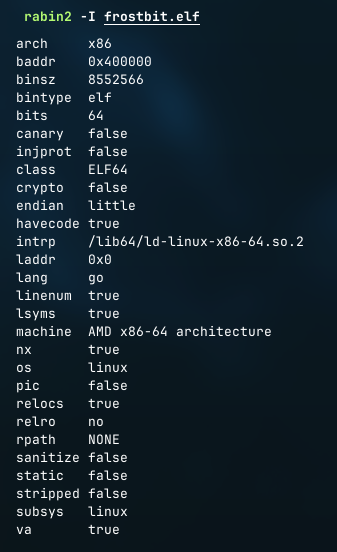 rabin2 -I frostbit.elf
arch x86
baddr 0x400000
binsz 8552566
bintype elf
bits 64
canary false
injprot false
class ELF64
crypto false
endian little
havecode true
intrp /lib64/ld-linux-x86-64.so.2
laddr 0x0
lang go
linenum true
lsyms true
machine AMD x86-64 architecture
nx true
os linux
pic false
relocs true
relro no
rpath NONE
sanitize false
static false
stripped false
subsys linux
va true